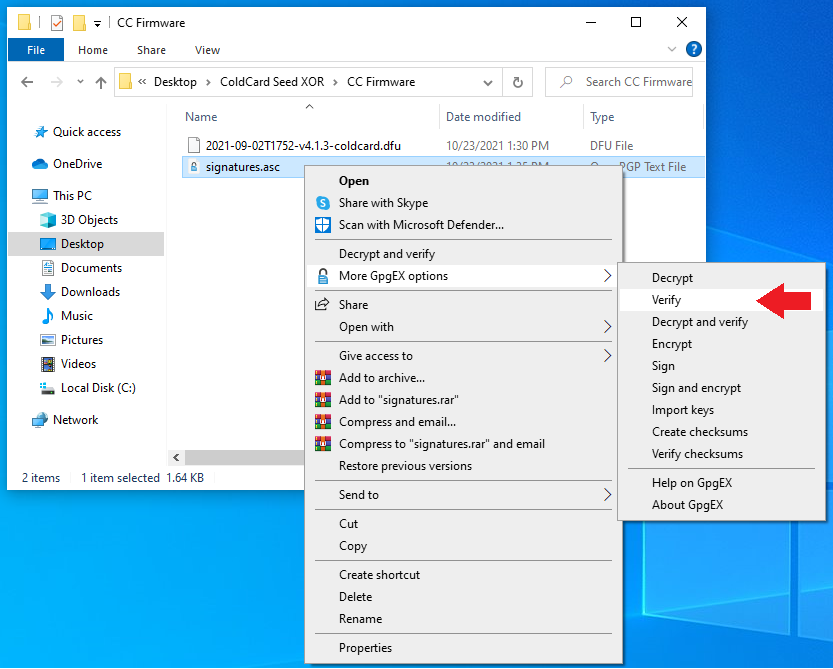 CC Firmware
File Home Share View
« Desktop › ColdCard Seed XOR › CC Firmware
Search CC Firmware
Name Date modified Type
Quick access
OneDrive
This PC
3D Objects
Desktop
Documents
Downloads
Music
Pictures
Videos
Local Disk (C:)
Network
2021-09-02T1752-v4.1.3-coldcard.dfu 10/23/2021 1:30 PM DFU File
signatures.asc 10/23/2021 1:35 PM PGP Text File
2 items 1 item selected 1.64 KB
Open
Share with Skype
Scan with Microsoft Defender...
Decrypt and verify
More GpgEX options
Share
Open with
Give access to
Add to archive...
Add to "signatures.rar"
Compress and email...
Compress to "signatures.rar" and email
Restore previous versions
Send to
Cut
Copy
Create shortcut
Delete
Rename
Properties
Decrypt
Verify
Decrypt and verify
Encrypt
Sign
Sign and encrypt
Import keys
Create checksums
Verify checksums
Help on GpgEX
About GpgEX